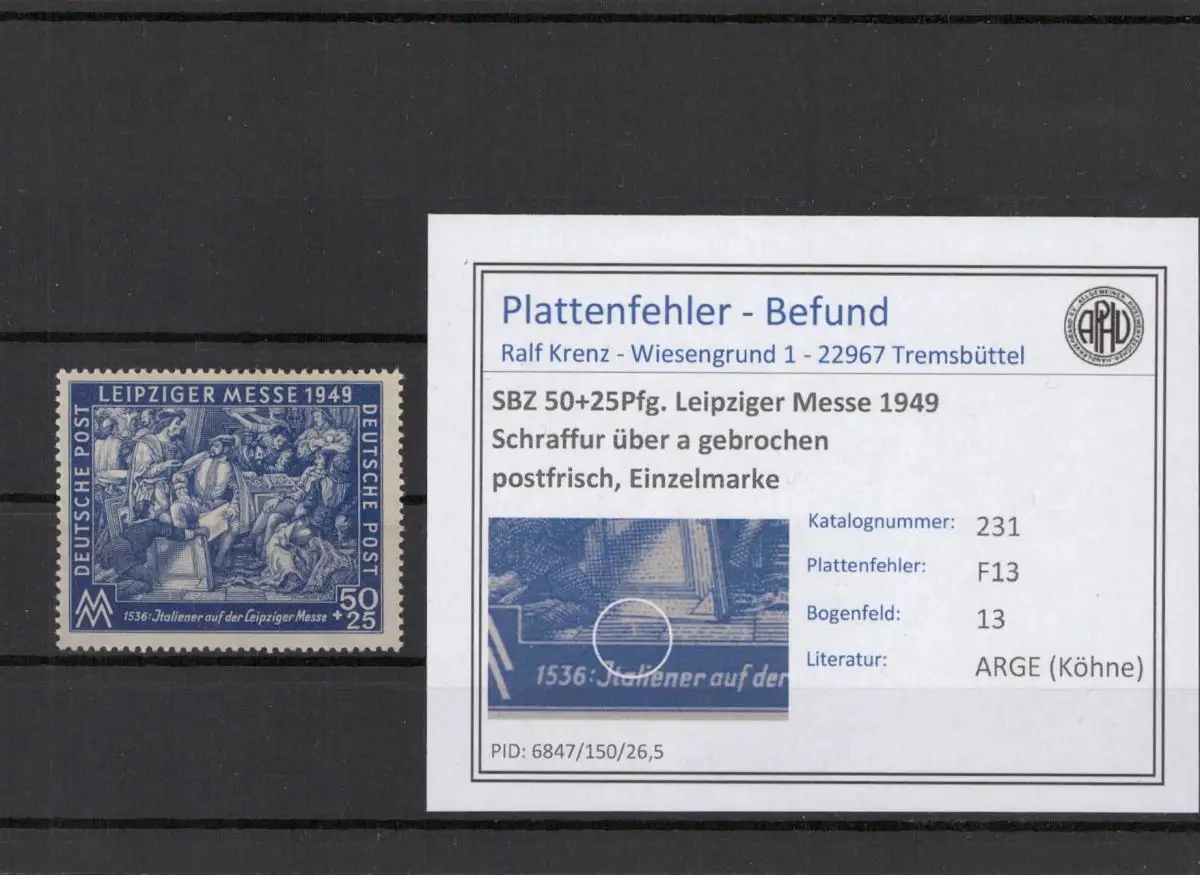 LEIPZIGER MESSE 1949
DEUTSCHE POST
DEUTSCHE POST
MM
1536: Italiener auf der Leipziger Messe
50
+ 25
Plattenfehler - Befund
Ralf Krenz - Wiesengrund 1 - 22967 Tremsbüttel
APHV
SBZ 50+25Pfg. Leipziger Messe 1949
Schraffur über a gebrochen
postfrisch, Einzelmarke
1536: Italiener auf der
Katalognummer: 231
Plattenfehler: F13
Bogenfeld: 13
Literatur: ARGE (Köhne)
PID: 6847/150/26,5